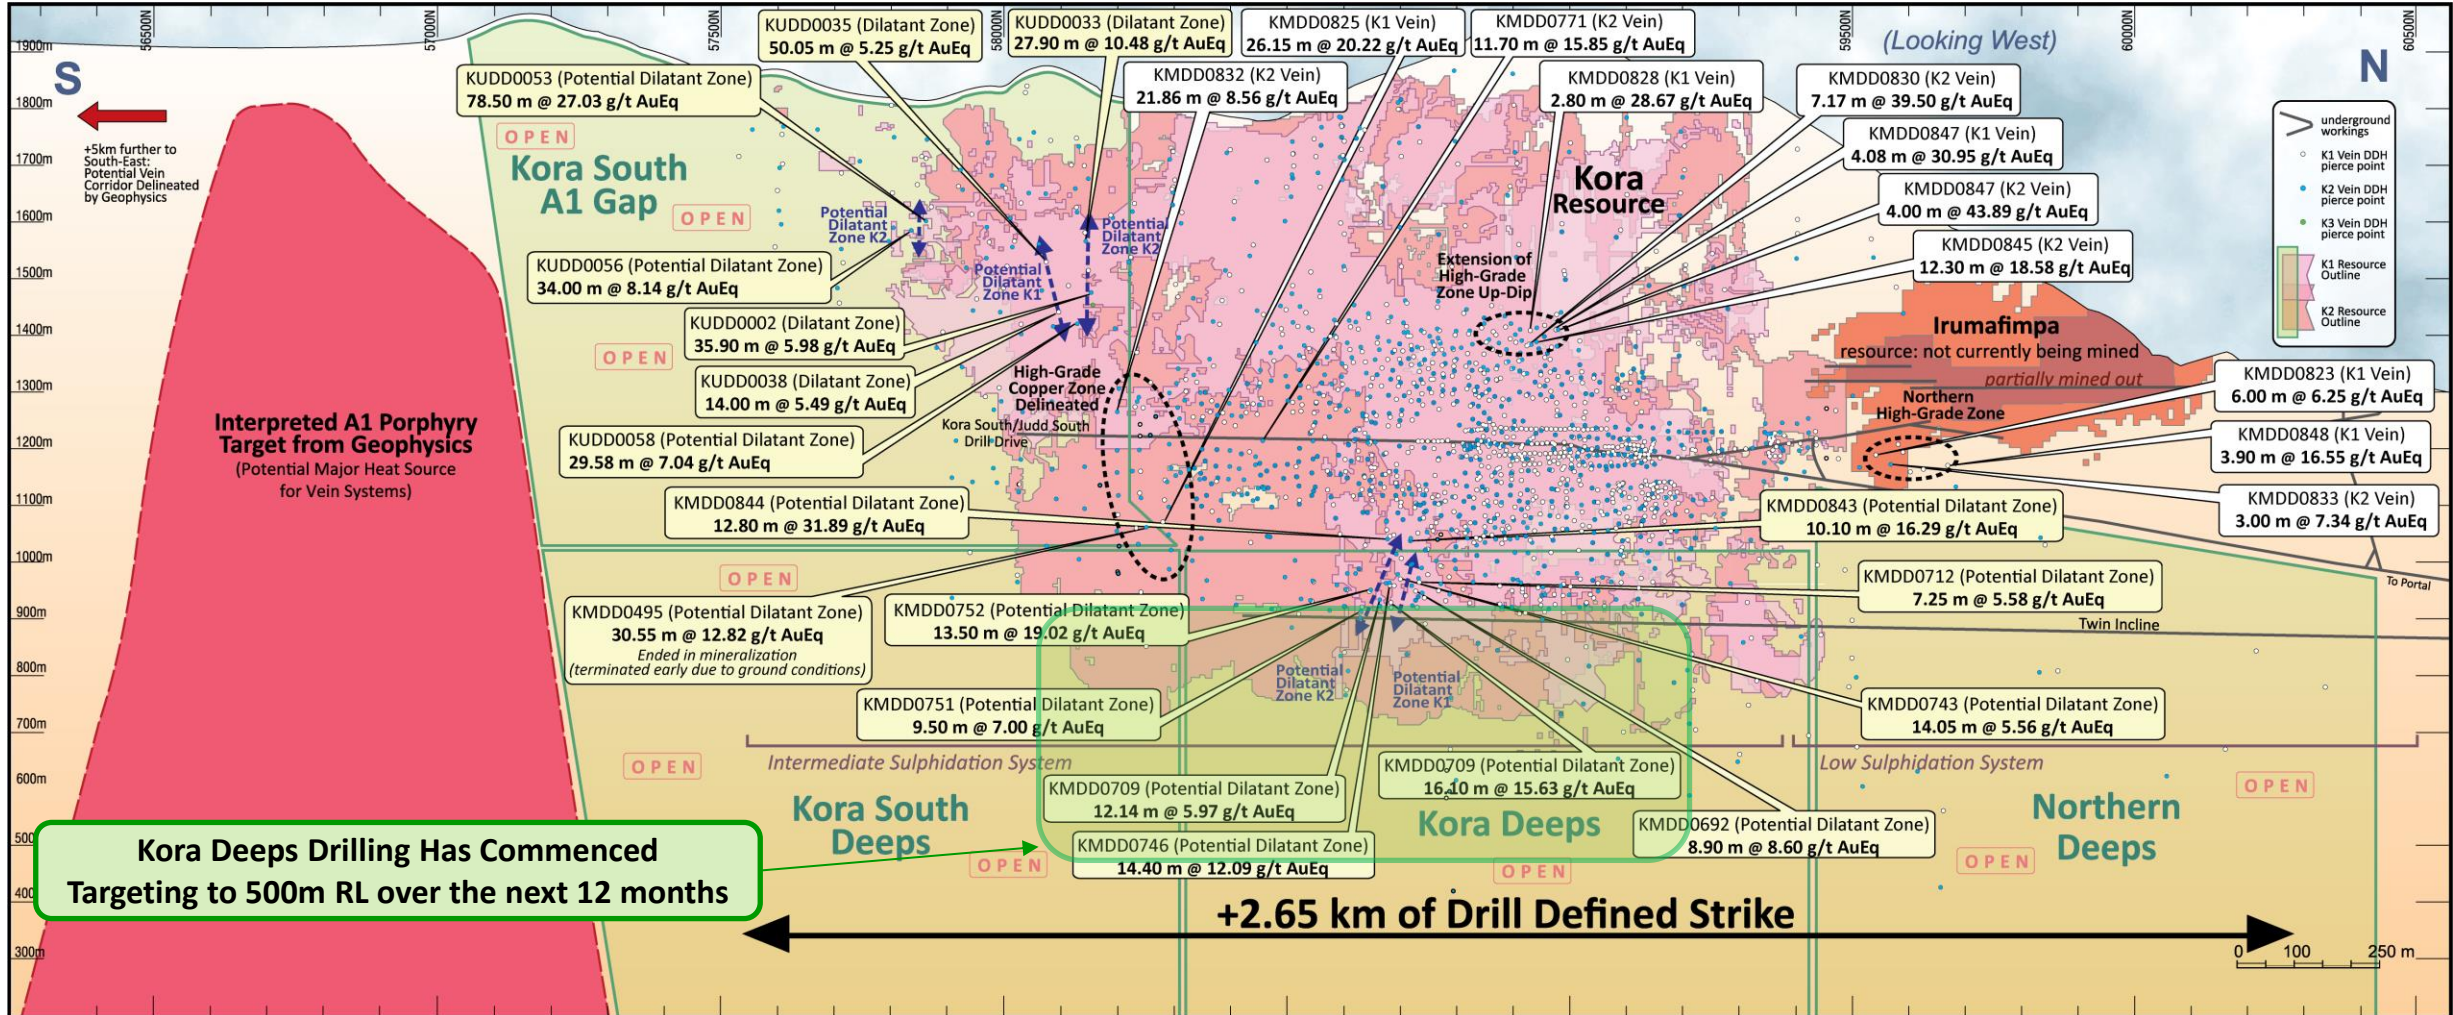 56500N
57000N
57500N
58000N
59500N
60000N
60500N
1900m
1800m
1700m
1600m
1500m
1400m
1300m
1200m
1100m
1000m
900m
800m
700m
600m
500
400
300m
S
(Looking West)
N
+5km further to
South-East:
Potential Vein
Corridor Delineated
by Geophysics
KUDD0035 (Dilatant Zone)
50.05 m @ 5.25 g/t AuEq
KUDD0033 (Dilatant Zone)
27.90 m @ 10.48 g/t AuEq
KMDD0825 (K1 Vein)
26.15 m @ 20.22 g/t AuEq
KMDD0771 (K2 Vein)
11.70 m @ 15.85 g/t AuEq
KUDD0053 (Potential Dilatant Zone)
78.50 m @ 27.03 g/t AuEq
KMDD0832 (K2 Vein)
21.86 m @ 8.56 g/t AuEq
KMDD0828 (K1 Vein)
2.80 m @ 28.67 g/t AuEq
KMDD0830 (K2 Vein)
7.17 m @ 39.50 g/t AuEq
KMDD0847 (K1 Vein)
4.08 m @ 30.95 g/t AuEq
KMDD0847 (K2 Vein)
4.00 m @ 43.89 g/t AuEq
KMDD0845 (K2 Vein)
12.30 m @ 18.58 g/t AuEq
underground
workings
K1 Vein DDH
pierce point
K2 Vein DDH
pierce point
K3 Vein DDH
pierce point
K1 Resource
Outline
K2 Resource
Outline
OPEN
Kora South
A1 Gap
OPEN
Kora
Resource
Potential
Dilatant
Zone K2
Potential
Dilatant
Zone K2
Potential
Dilatant
Zone K1
KUDD0056 (Potential Dilatant Zone)
34.00 m @ 8.14 g/t AuEq
Extension of
High-Grade
Zone Up-Dip
KUDD0002 (Dilatant Zone)
35.90 m @ 5.98 g/t AuEq
OPEN
Irumafimpa
resource: not currently being mined
partially mined out
KUDD0038 (Dilatant Zone)
14.00 m @ 5.49 g/t AuEq
High-Grade
Copper Zone
Delineated
Kora South/Judd South
Drill Drive
Northern
High-Grade Zone
KMDD0823 (K1 Vein)
6.00 m @ 6.25 g/t AuEq
KMDD0848 (K1 Vein)
3.90 m @ 16.55 g/t AuEq
KMDD0833 (K2 Vein)
3.00 m @ 7.34 g/t AuEq
Interpreted A1 Porphyry
Target from Geophysics
(Potential Major Heat Source
for Vein Systems)
KUDD0058 (Potential Dilatant Zone)
29.58 m @ 7.04 g/t AuEq
KMDD0844 (Potential Dilatant Zone)
12.80 m @ 31.89 g/t AuEq
KMDD0843 (Potential Dilatant Zone)
10.10 m @ 16.29 g/t AuEq
OPEN
KMDD0712 (Potential Dilatant Zone)
7.25 m @ 5.58 g/t AuEq
To Portal
KMDD0495 (Potential Dilatant Zone)
30.55 m @ 12.82 g/t AuEq
Ended in mineralization
(terminated early due to ground conditions)
KMDD0752 (Potential Dilatant Zone)
13.50 m @ 19.02 g/t AuEq
Twin Incline
Potential
Dilatant
Zone K2
Potential
Dilatant
Zone K1
KMDD0751 (Potential Dilatant Zone)
9.50 m @ 7.00 g/t AuEq
KMDD0743 (Potential Dilatant Zone)
14.05 m @ 5.56 g/t AuEq
OPEN
Intermediate Sulphidation System
Low Sulphidation System
KMDD0709 (Potential Dilatant Zone)
12.14 m @ 5.97 g/t AuEq
KMDD0709 (Potential Dilatant Zone)
16.10 m @ 15.63 g/t AuEq
OPEN
Kora South
Deeps
Kora Deeps
Northern
Deeps
KMDD0692 (Potential Dilatant Zone)
8.90 m @ 8.60 g/t AuEq
KMDD0746 (Potential Dilatant Zone)
14.40 m @ 12.09 g/t AuEq
OPEN
OPEN
OPEN
Kora Deeps Drilling Has Commenced
Targeting to 500m RL over the next 12 months
+2.65 km of Drill Defined Strike
0 100 250 m